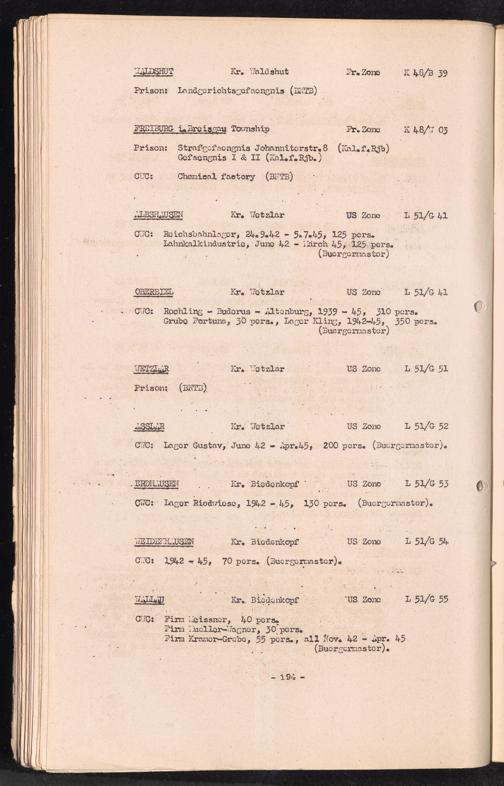 WALDSHUT Kr. Waldshut Fr. Zone K 48/B 39
Prison: Landgerichtsgefaengnis (BNTB)
FREIBURG i.Breisgau Township Fr. Zone K 48/W 03
Prison: Strafgefaengnis Johanniterstr.8 (Kal.f.Rjb)
Gefaengnis I & II (Kal.f.Rjb.)
CWC: Chemical factory (BNTB)
ALBSHAUSEN Kr. Wetzlar US Zone L 51/G 41
CWC: Reichsbahnlager, 24.9.42 - 5.7.45, 125 pers.
Lahnkalkindustrie, June 42 - March 45, 125 pers.
(Buergermaster)
OBERBIEL Kr. Wetzlar US Zone L 51/G 41
CWC: Rochling - Buderus - Altenburg, 1939 - 45, 310 pers.
Grube Fortuna, 30 pers., Lager Kling, 1942-45, 350 pers.
(Buergermaster)
WETZLAR Kr. Wetzlar US Zone L 51/G 51
Prison: (BNTB)
ASSLAR Kr. Wetzlar US Zone L 51/G 52
CWC: Lager Gustav, June 42 - Apr.45, 200 pers. (Buergermaster).
ERDHAUSEN Kr. Biedenkopf US Zone L 51/G 53
CWC: Lager Riedwiese, 1942 - 45, 130 pers. (Buergermaster).
WEIDENHAUSEN Kr. Biedenkopf US Zone L 51/G 54
CWC: 1942 - 45, 70 pers. (Buergermaster).
WALLAU Kr. Biedenkopf US Zone L 51/G 55
CWC: Firm Meissner, 40 pers.
Firm Mueller-Wagner, 30 pers.
Firm Kramer-Grebe, 55 pers., all Nov. 42 - Apr. 45
(Buergermaster).
- 194 -